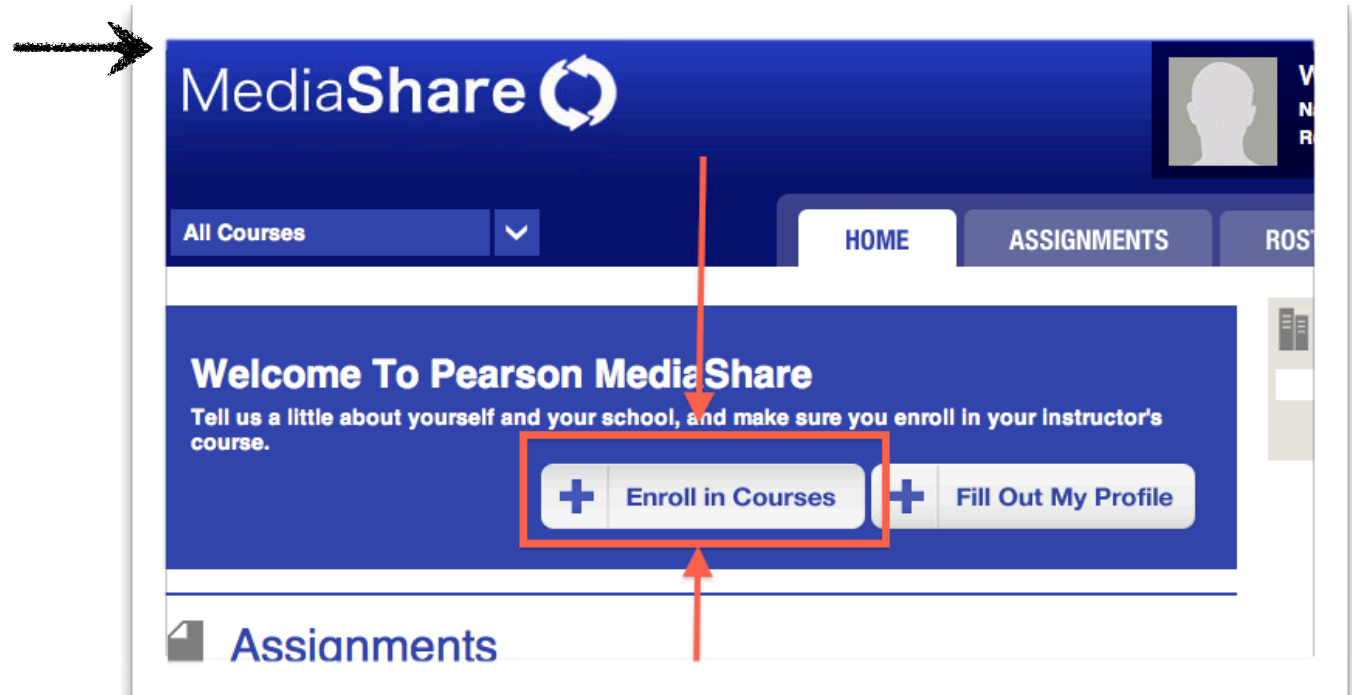 MediaShare
All Courses
HOME
ASSIGNMENTS
Welcome To Pearson MediaShare
Tell us a little about yourself and your school, and make sure you enroll in your instructor's
course.
Enroll in Courses
Fill Out My Profile
Assignments